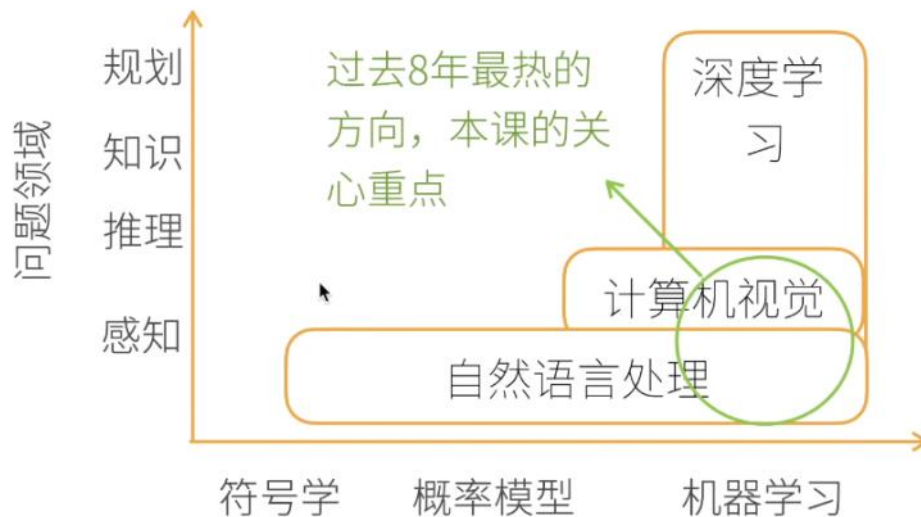 问题领域
规划
知识
推理
感知
过去8年最热的
方向，本课的关
心重点
深度学
习
计算机视觉
自然语言处理
符号学
概率模型
机器学习